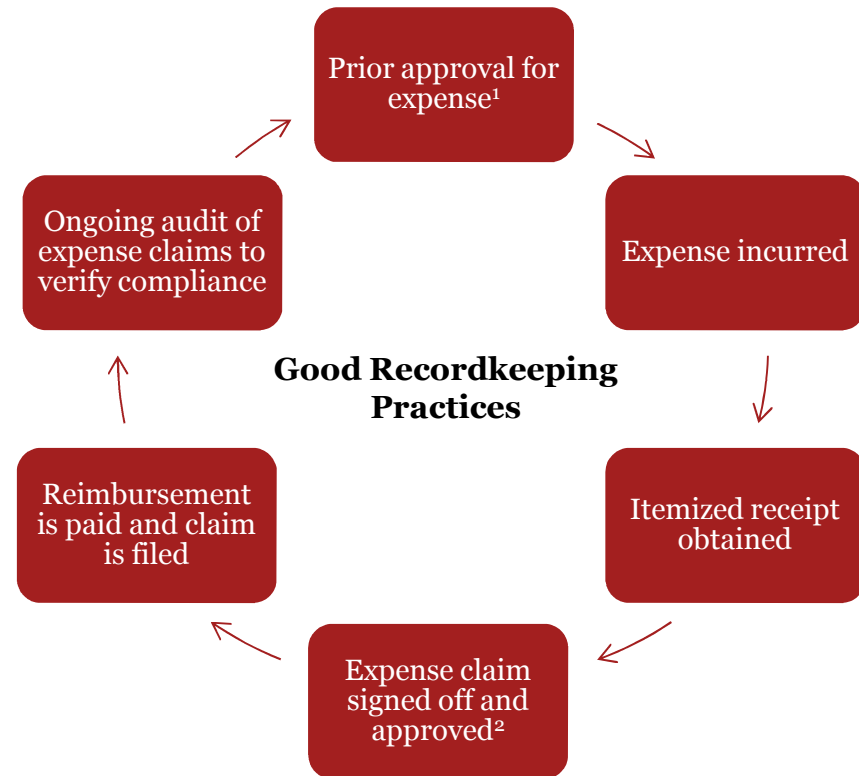 Prior approval for
expense¹
Expense incurred
Itemized receipt
obtained
Expense claim
signed off and
approved²
Reimbursement
is paid and claim
is filed
Ongoing audit of
expense claims to
verify compliance
Good Recordkeeping
Practices